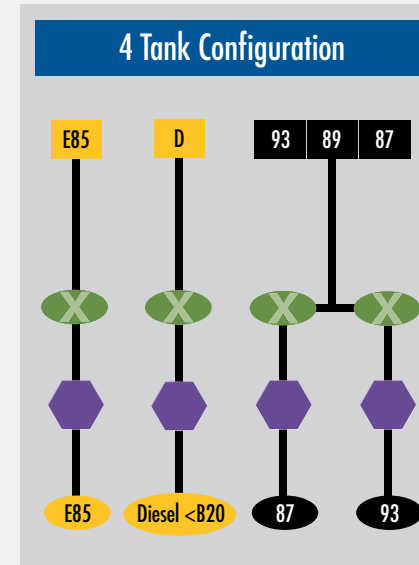 4 Tank Configuration
E85 D 93 89 87
X X X X
E85 Diesel <B20 87 93